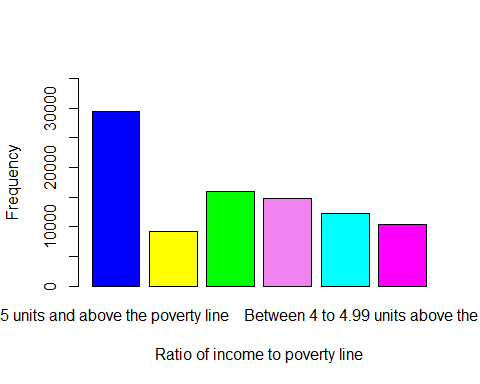 30000
20000
10000
0
Frequency
5 units and above the poverty line Between 4 to 4.99 units above the
Ratio of income to poverty line